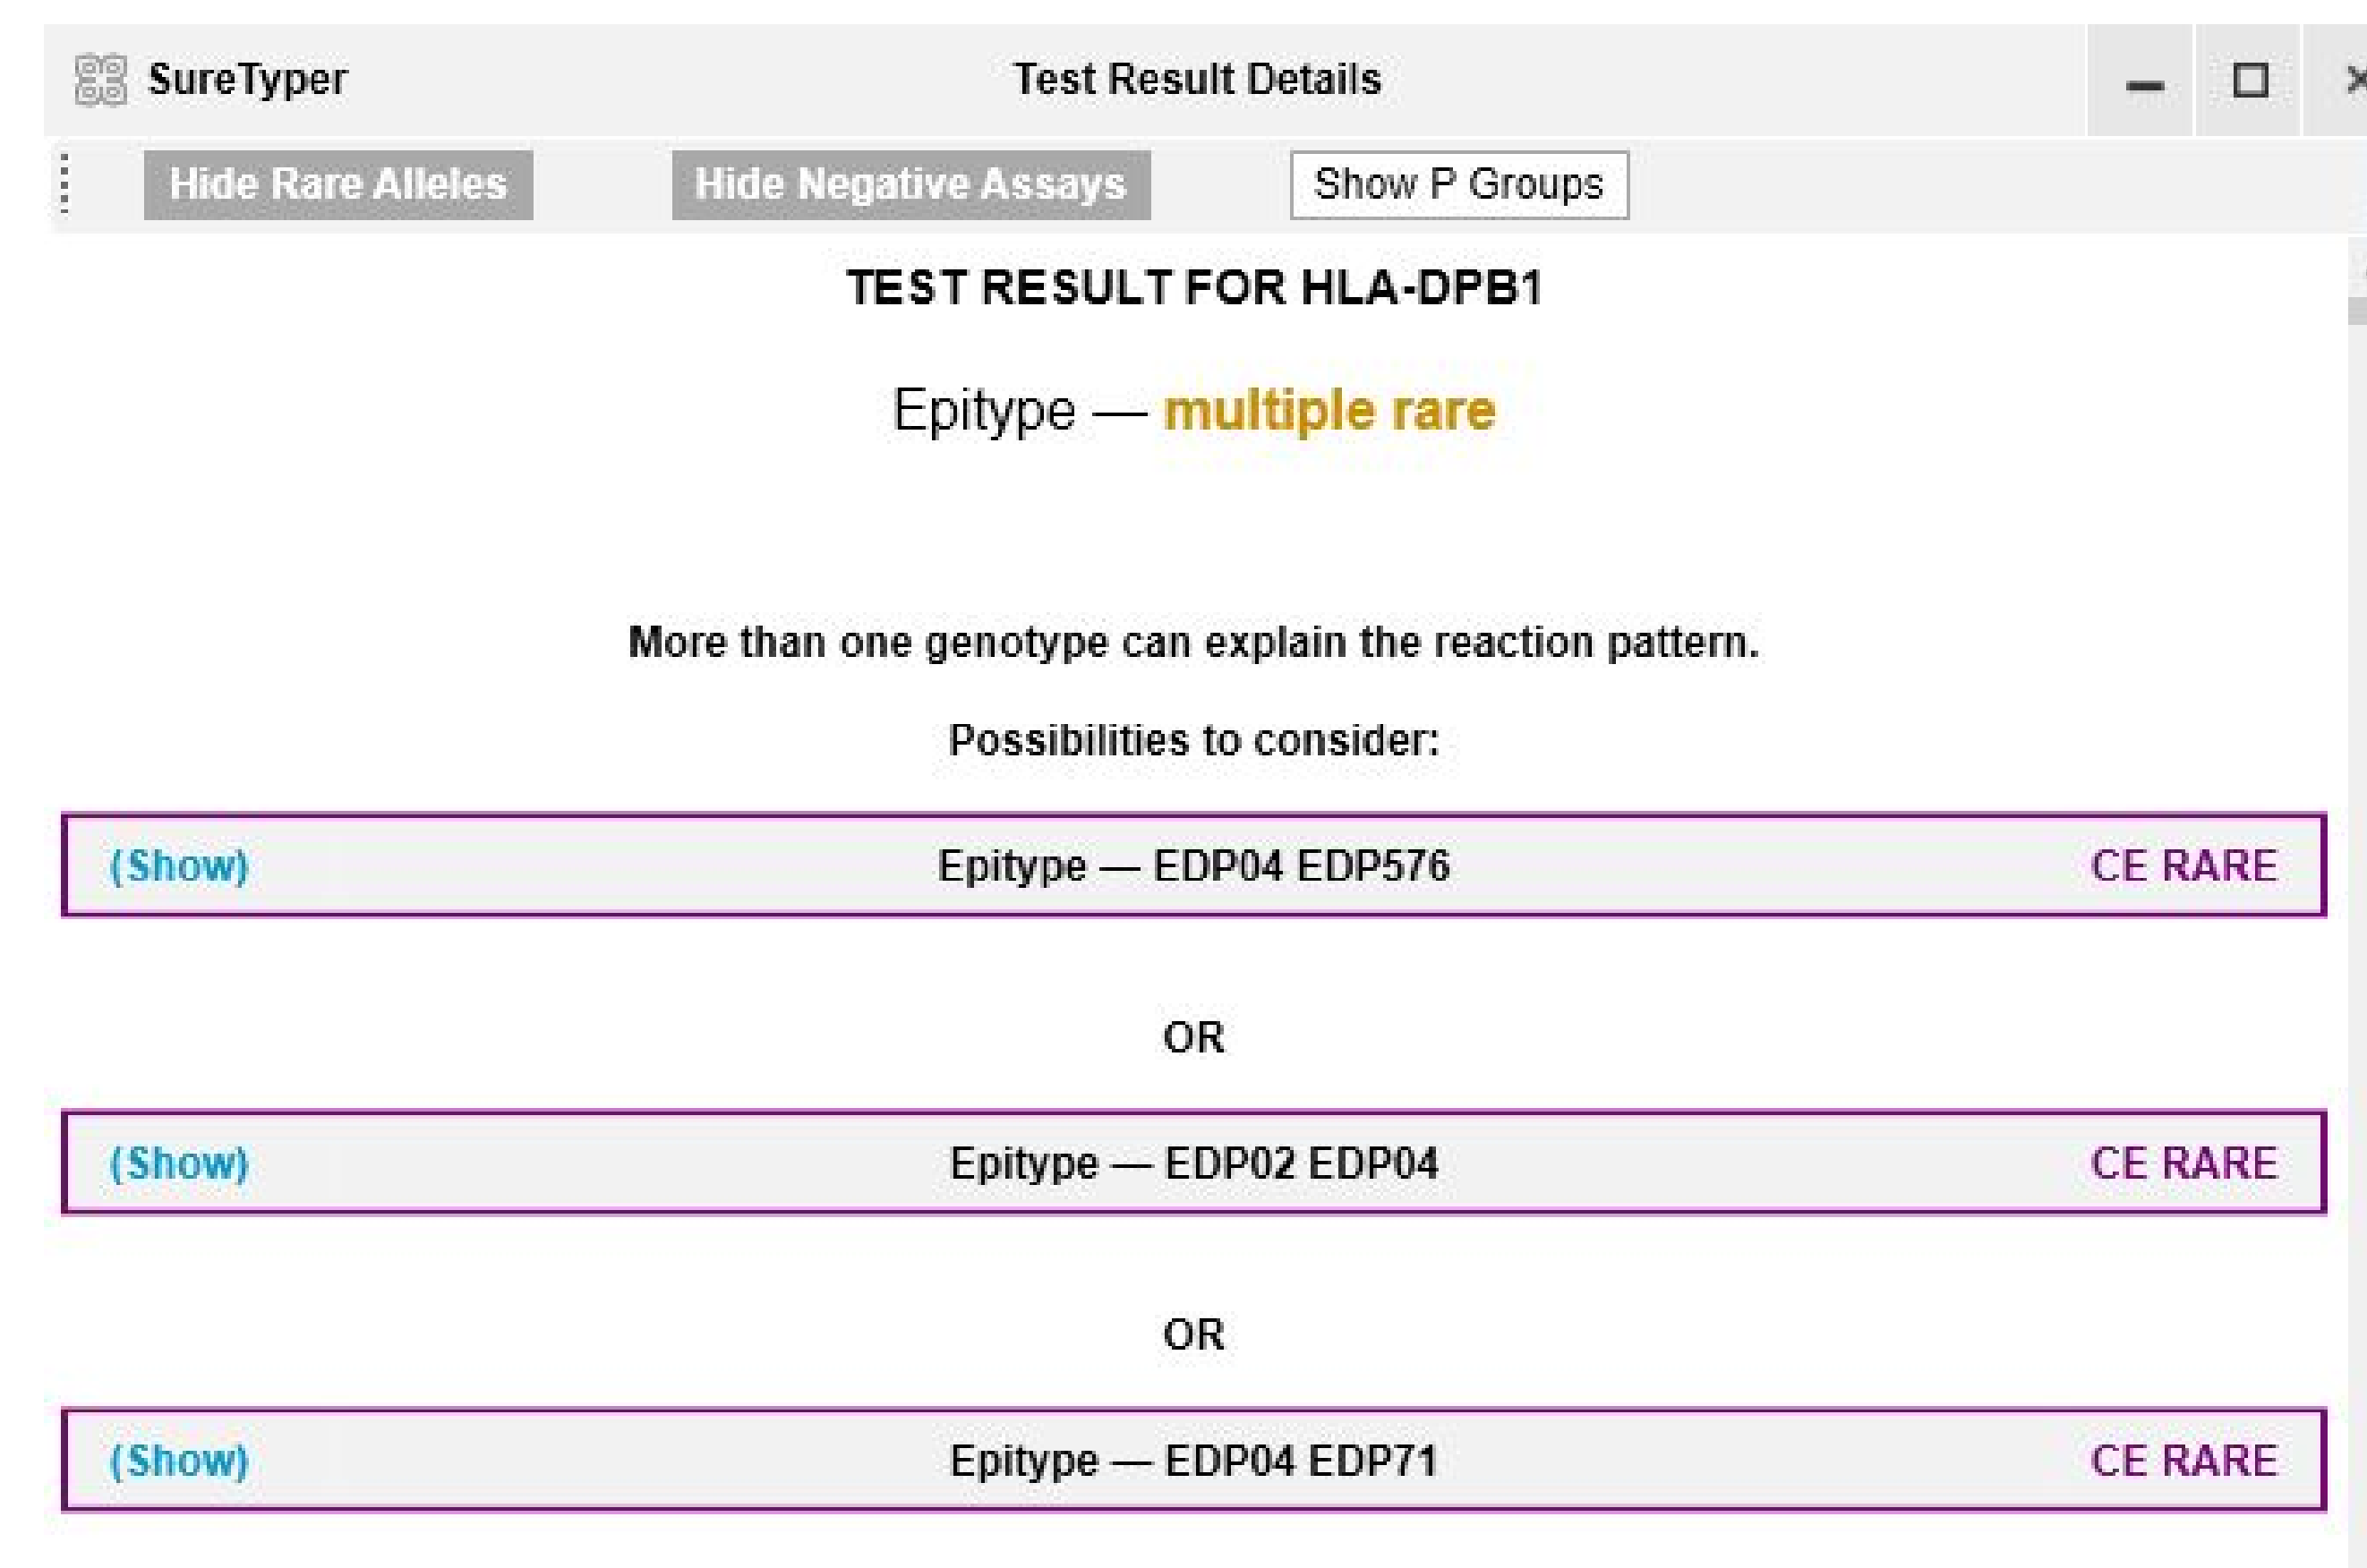 SureTyper Test Result Details
Hide Rare Alleles Hide Negative Assays Show P Groups
TEST RESULT FOR HLA-DPB1
Epitype — multiple rare
More than one genotype can explain the reaction pattern.
Possibilities to consider:
(Show) Epitype — EDP04 EDP576 CE RARE
OR
(Show) Epitype — EDP02 EDP04 CE RARE
OR
(Show) Epitype — EDP04 EDP71 CE RARE